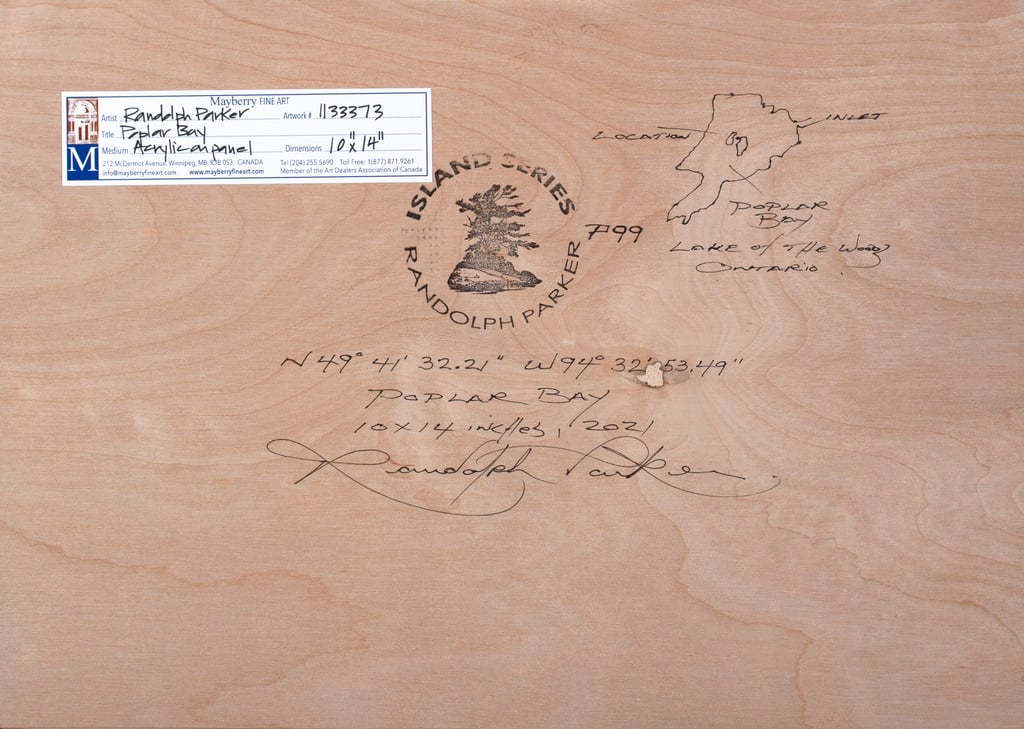 Mayberry FINE ART
Artist Randolph Parker Artwork # 1133373
Title Poplar Bay
Medium Acrylic on panel Dimensions 10" x 14"
212 McDermot Avenue, Winnipeg, MB, R3B 0S3, CANADA Tel (204) 255.5690 Toll Free: 1(877) 871.9261
info@mayberryfineart.com www.mayberryfineart.com Member of the Art Dealers Association of Canada
M
ISLAND SERIES
RANDOLPH PARKER
P99
INLET
LOCATION
POPLAR
BAY
LAKE of THE Woods
ONTARIO.
N 49° 41' 32.21" W 94° 32' 53.49"
POPLAR BAY
10 x 14 inches, 2021
Randolph Parker.